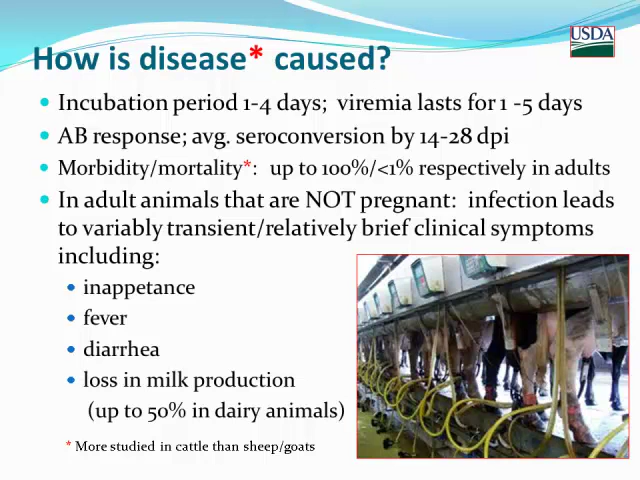 USDA
How is disease* caused?
• Incubation period 1-4 days;  viremia lasts for 1 -5 days
• AB response; avg. seroconversion by 14-28 dpi
• Morbidity/mortality*:  up to 100%/<1% respectively in adults
• In adult animals that are NOT pregnant:  infection leads
to variably transient/relatively brief clinical symptoms
including:
• inappetance
• fever
• diarrhea
• loss in milk production
(up to 50% in dairy animals)
* More studied in cattle than sheep/goats